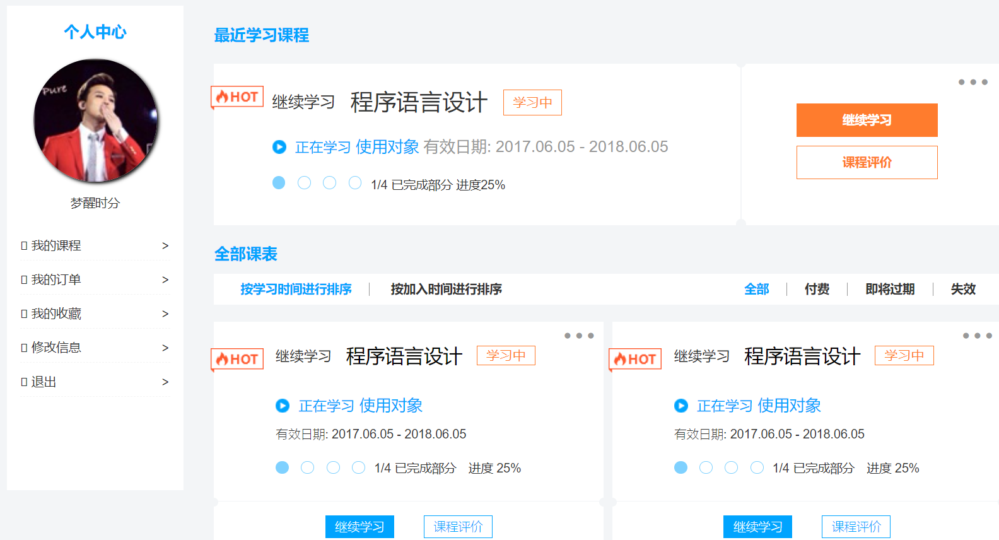 个人中心
Pure
梦醒时分
我的课程 >
我的订单 >
我的收藏 >
修改信息 >
退出 >
最近学习课程
HOT 继续学习 程序语言设计 学习中
正在学习 使用对象 有效日期: 2017.06.05 - 2018.06.05
1/4 已完成部分 进度25%
继续学习
课程评价
全部课表
按学习时间进行排序 按加入时间进行排序 全部 付费 即将过期 失效
HOT 继续学习 程序语言设计 学习中
正在学习 使用对象
有效日期: 2017.06.05 - 2018.06.05
1/4 已完成部分 进度 25%
继续学习 课程评价
HOT 继续学习 程序语言设计 学习中
正在学习 使用对象
有效日期: 2017.06.05 - 2018.06.05
1/4 已完成部分 进度 25%
继续学习 课程评价